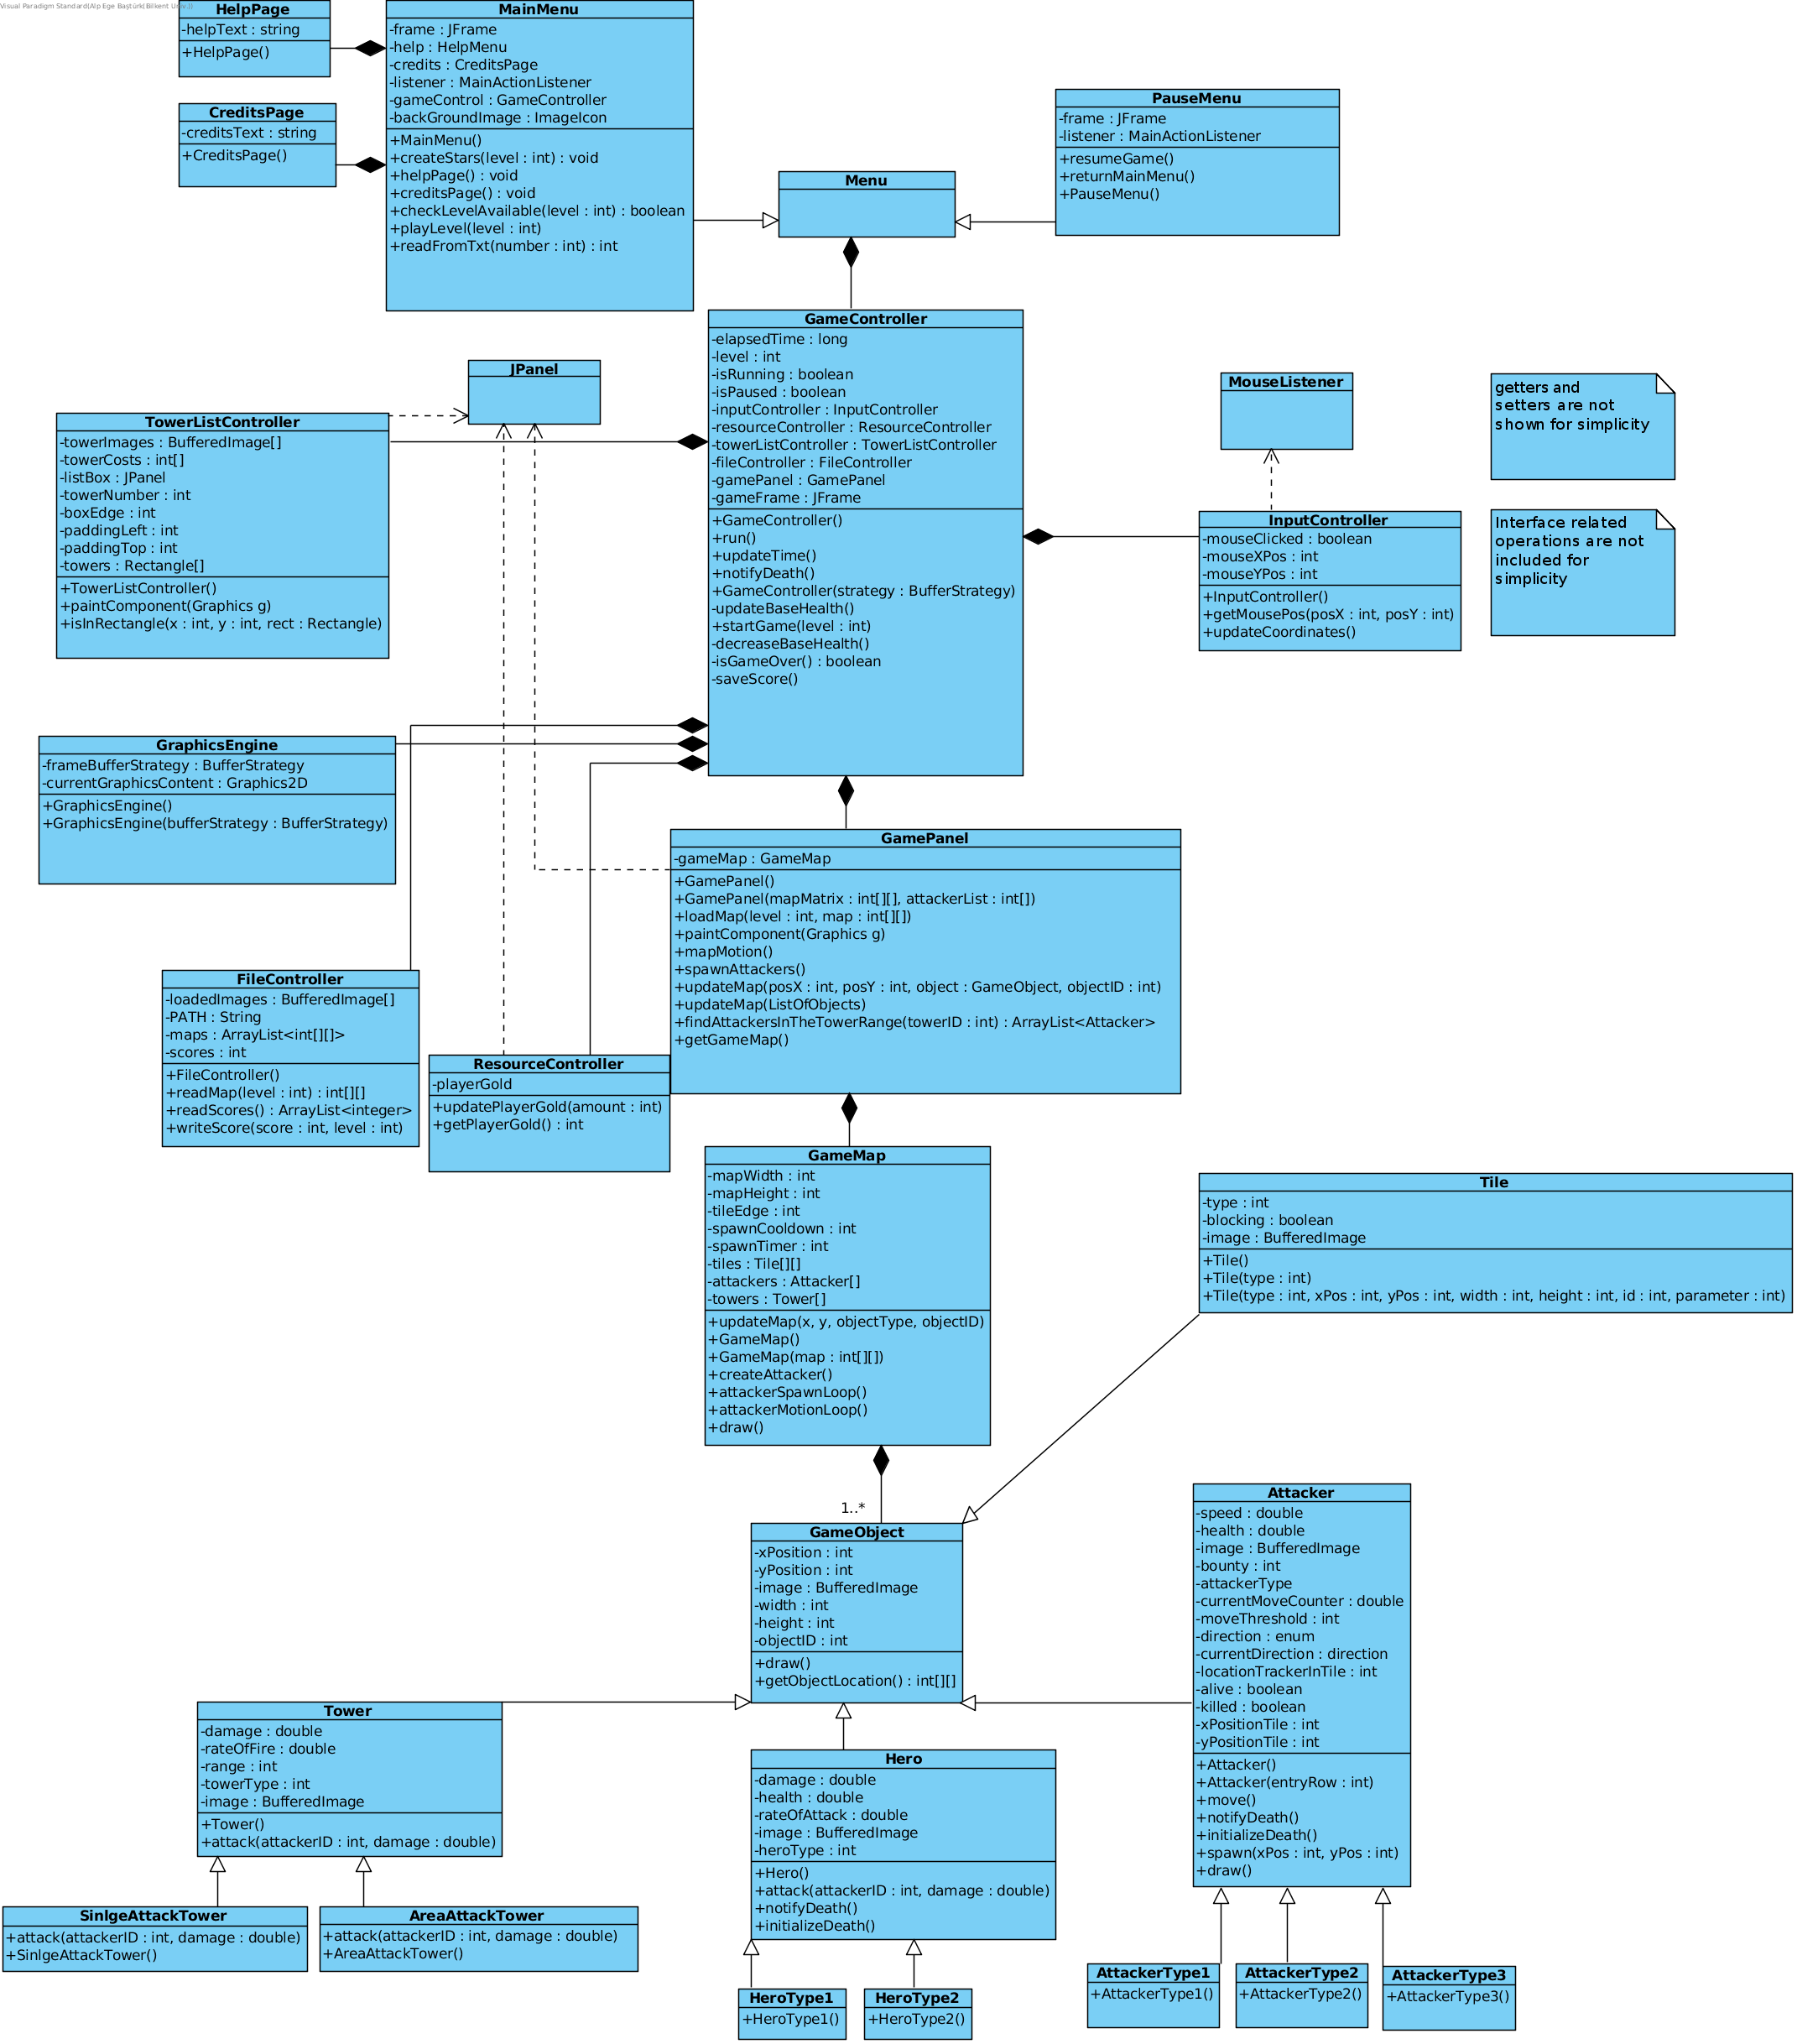 Visual Paradigm Standard(Alp Ege Baştürk(Bilkent Univ.))
HelpPage
-helpText : string
+HelpPage()
MainMenu
-frame : JFrame
-help : HelpMenu
-credits : CreditsPage
-listener : MainActionListener
-gameControl : GameController
-backGroundImage : ImageIcon
+MainMenu()
+createStars(level : int) : void
+helpPage() : void
+creditsPage() : void
+checkLevelAvailable(level : int) : boolean
+playLevel(level : int)
+readFromTxt(number : int) : int
CreditsPage
-creditsText : string
+CreditsPage()
PauseMenu
-frame : JFrame
-listener : MainActionListener
+resumeGame()
+returnMainMenu()
+PauseMenu()
Menu
GameController
-elapsedTime : long
-level : int
-isRunning : boolean
-isPaused : boolean
-inputController : InputController
-resourceController : ResourceController
-towerListController : TowerListController
-fileController : FileController
-gamePanel : GamePanel
-gameFrame : JFrame
+GameController()
+run()
+updateTime()
+notifyDeath()
+GameController(strategy : BufferStrategy)
-updateBaseHealth()
+startGame(level : int)
-decreaseBaseHealth()
-isGameOver() : boolean
-saveScore()
JPanel
MouseListener
getters and
setters are not
shown for simplicity
TowerListController
-towerImages : BufferedImage[]
-towerCosts : int[]
-listBox : JPanel
-towerNumber : int
-boxEdge : int
-paddingLeft : int
-paddingTop : int
-towers : Rectangle[]
+TowerListController()
+paintComponent(Graphics g)
+isInRectangle(x : int, y : int, rect : Rectangle)
InputController
-mouseClicked : boolean
-mouseXPos : int
-mouseYPos : int
+InputController()
+getMousePos(posX : int, posY : int)
+updateCoordinates()
Interface related
operations are not
included for
simplicity
GraphicsEngine
-frameBufferStrategy : BufferStrategy
-currentGraphicsContent : Graphics2D
+GraphicsEngine()
+GraphicsEngine(bufferStrategy : BufferStrategy)
GamePanel
-gameMap : GameMap
+GamePanel()
+GamePanel(mapMatrix : int[][], attackerList : int[])
+loadMap(level : int, map : int[][])
+paintComponent(Graphics g)
+mapMotion()
+spawnAttackers()
+updateMap(posX : int, posY : int, object : GameObject, objectID : int)
+updateMap(ListOfObjects)
+findAttackersInTheTowerRange(towerID : int) : ArrayList<Attacker>
+getGameMap()
FileController
-loadedImages : BufferedImage[]
-PATH : String
-maps : ArrayList<int[][]>
-scores : int
+FileController()
+readMap(level : int) : int[][]
+readScores() : ArrayList<integer>
+writeScore(score : int, level : int)
ResourceController
-playerGold
+updatePlayerGold(amount : int)
+getPlayerGold() : int
GameMap
-mapWidth : int
-mapHeight : int
-tileEdge : int
-spawnCooldown : int
-spawnTimer : int
-tiles : Tile[][]
-attackers : Attacker[]
-towers : Tower[]
+updateMap(x, y, objectType, objectID)
+GameMap()
+GameMap(map : int[][])
+createAttacker()
+attackerSpawnLoop()
+attackerMotionLoop()
+draw()
Tile
-type : int
-blocking : boolean
-image : BufferedImage
+Tile()
+Tile(type : int)
+Tile(type : int, xPos : int, yPos : int, width : int, height : int, id : int, parameter : int)
1..*
GameObject
-xPosition : int
-yPosition : int
-image : BufferedImage
-width : int
-height : int
-objectID : int
+draw()
+getObjectLocation() : int[][]
Attacker
-speed : double
-health : double
-image : BufferedImage
-bounty : int
-attackerType
-currentMoveCounter : double
-moveThreshold : int
-direction : enum
-currentDirection : direction
-locationTrackerInTile : int
-alive : boolean
-killed : boolean
-xPositionTile : int
-yPositionTile : int
+Attacker()
+Attacker(entryRow : int)
+move()
+notifyDeath()
+initializeDeath()
+spawn(xPos : int, yPos : int)
+draw()
Tower
-damage : double
-rateOfFire : double
-range : int
-towerType : int
-image : BufferedImage
+Tower()
+attack(attackerID : int, damage : double)
Hero
-damage : double
-health : double
-rateOfAttack : double
-image : BufferedImage
-heroType : int
+Hero()
+attack(attackerID : int, damage : double)
+notifyDeath()
+initializeDeath()
SinlgeAttackTower
+attack(attackerID : int, damage : double)
+SinlgeAttackTower()
AreaAttackTower
+attack(attackerID : int, damage : double)
+AreaAttackTower()
HeroType1
+HeroType1()
HeroType2
+HeroType2()
AttackerType1
+AttackerType1()
AttackerType2
+AttackerType2()
AttackerType3
+AttackerType3()